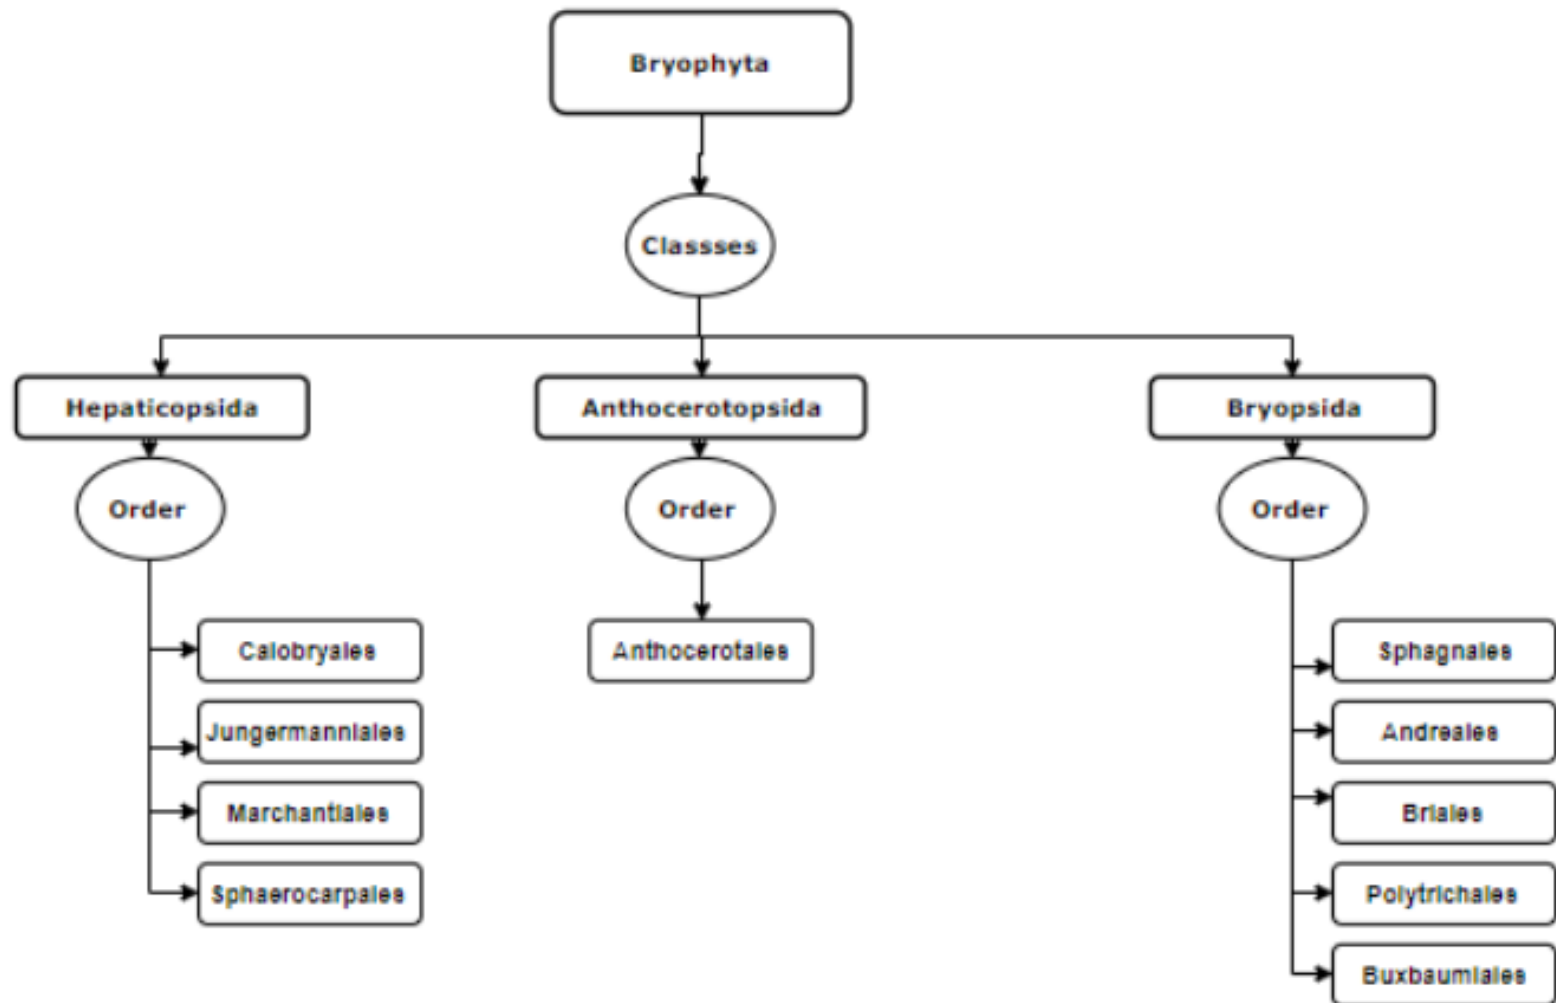 Bryophyta
Classses
Hepaticopsida
Anthocerotopsida
Bryopsida
Order
Order
Order
Calobryales
Anthocerotales
Sphagnales
Jungermanniales
Andreales
Marchantiales
Briales
Sphaerocarpales
Polytrichales
Buxbaumiales